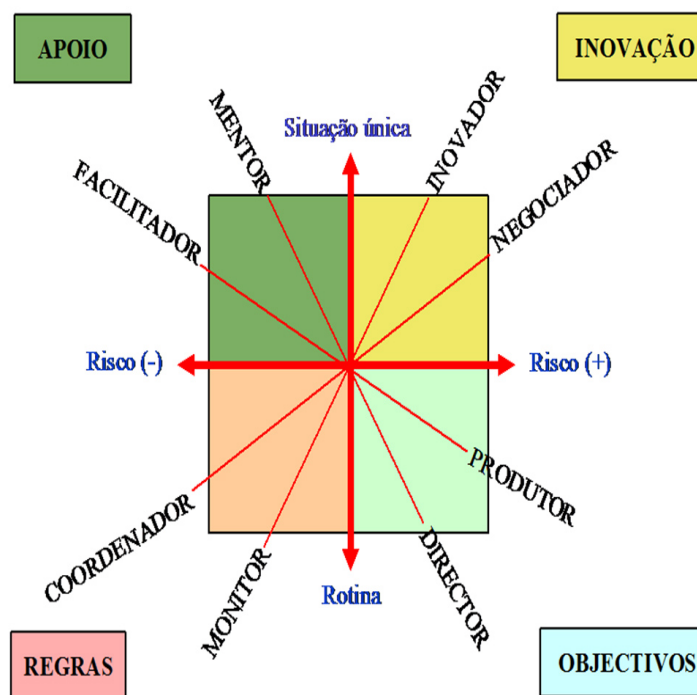 APOIO
INOVAÇÃO
MENTOR
Situação única
INOVADOR
FACILITADOR
NEGOCIADOR
Risco (-)
Risco (+)
COORDENADOR
MONITOR
Rotina
DIRECTOR
PRODUTOR
REGRAS
OBJECTIVOS